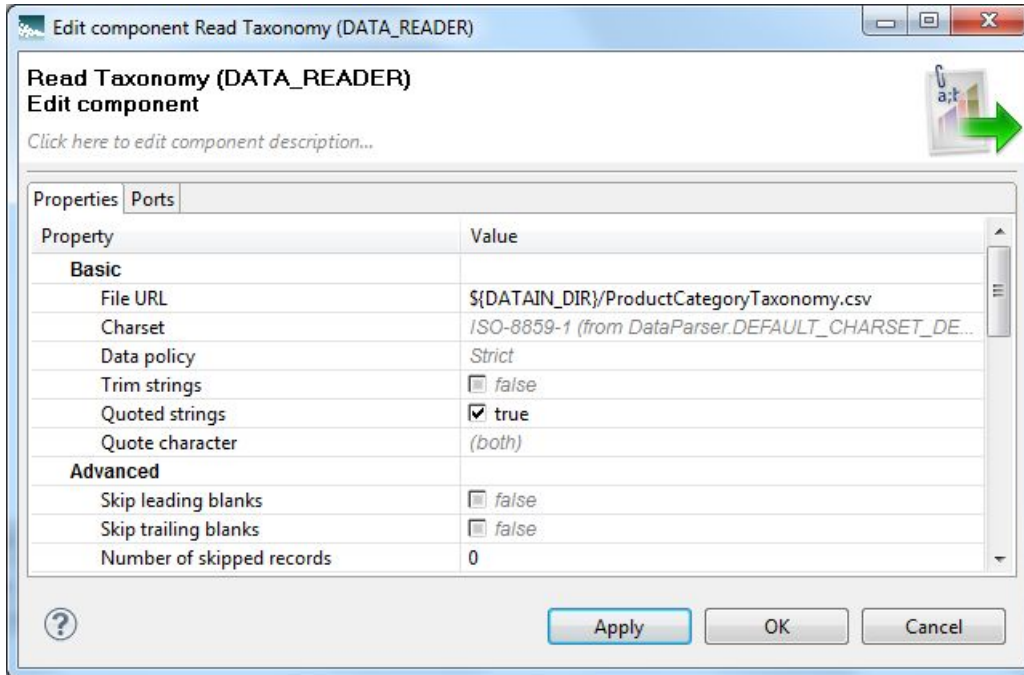 Edit component Read Taxonomy (DATA_READER)
Read Taxonomy (DATA_READER)
Edit component
a;b
Click here to edit component description...
Properties Ports
Property Value
Basic
File URL ${DATAIN_DIR}/ProductCategoryTaxonomy.csv
Charset ISO-8859-1 (from DataParser.DEFAULT_CHARSET_DE...
Data policy Strict
Trim strings false
Quoted strings true
Quote character (both)
Advanced
Skip leading blanks false
Skip trailing blanks false
Number of skipped records 0
? Apply OK Cancel